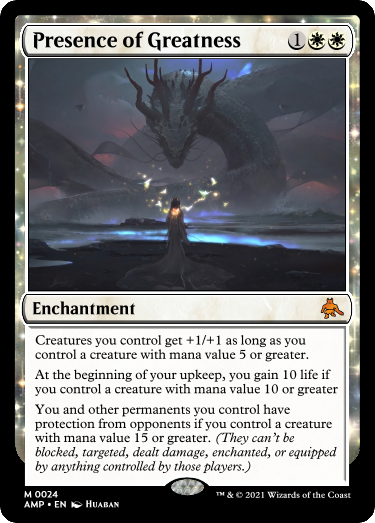 Presence of Greatness 1
Enchantment
Creatures you control get +1/+1 as long as you
control a creature with mana value 5 or greater.
At the beginning of your upkeep, you gain 10 life if
you control a creature with mana value 10 or greater
You and other permanents you control have
protection from opponents if you control a creature
with mana value 15 or greater. (They can't be
blocked, targeted, dealt damage, enchanted, or equipped
by anything controlled by those players.)
M 0024
AMP • EN Huaban
™ & © 2021 Wizards of the Coast